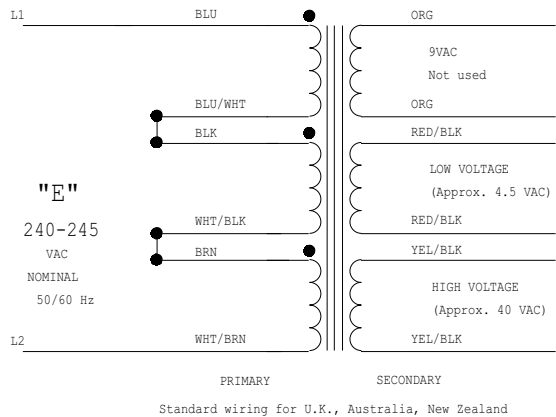 L1 BLU ORG
9VAC
Not used
BLU/WHT ORG
BLK RED/BLK
LOW VOLTAGE
(Approx. 4.5 VAC)
"E"
240-245
VAC
NOMINAL
50/60 Hz
WHT/BLK RED/BLK
BRN YEL/BLK
HIGH VOLTAGE
(Approx. 40 VAC)
L2 WHT/BRN YEL/BLK
PRIMARY SECONDARY
Standard wiring for U.K., Australia, New Zealand